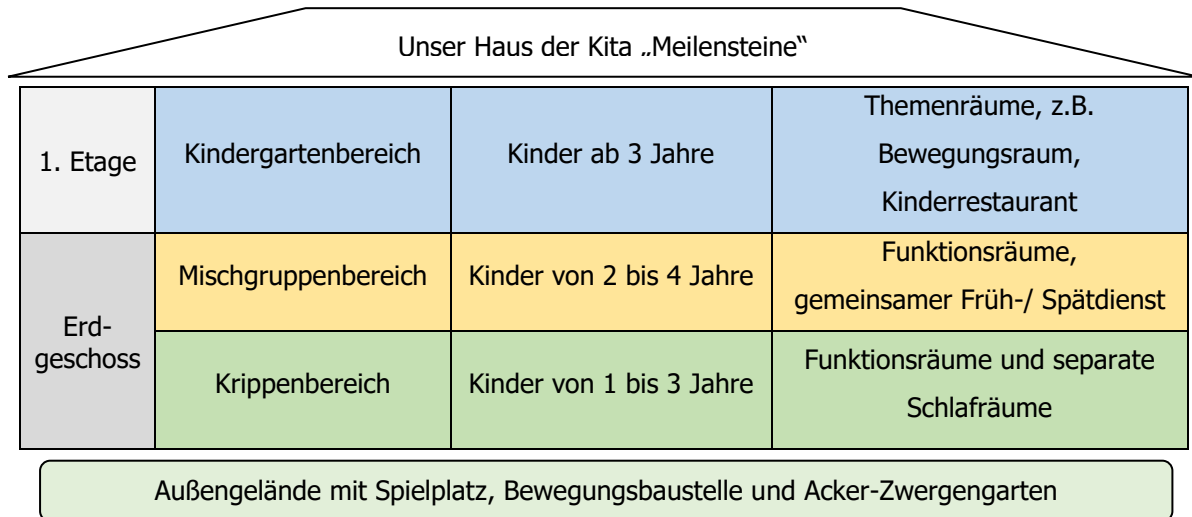 Unser Haus der Kita „Meilensteine“
1. Etage
Kindergartenbereich
Kinder ab 3 Jahre
Themenräume, z.B.
Bewegungsraum,
Kinderrestaurant
Erd-
geschoss
Mischgruppenbereich
Kinder von 2 bis 4 Jahre
Funktionsräume,
gemeinsamer Früh-/ Spätdienst
Krippenbereich
Kinder von 1 bis 3 Jahre
Funktionsräume und separate
Schlafräume
Außengelände mit Spielplatz, Bewegungsbaustelle und Acker-Zwergengarten